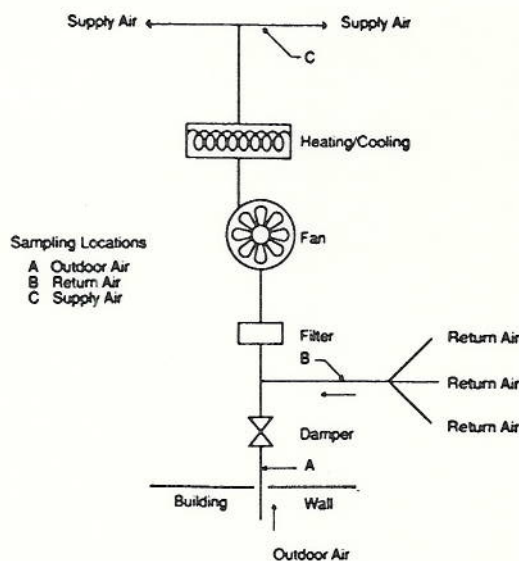 Supply Air Supply Air
C
Heating/Cooling
Fan
Sampling Locations
A Outdoor Air
B Return Air
C Supply Air
Filter
B
Return Air
Return Air
Return Air
Damper
A
Building Wall
Outdoor Air